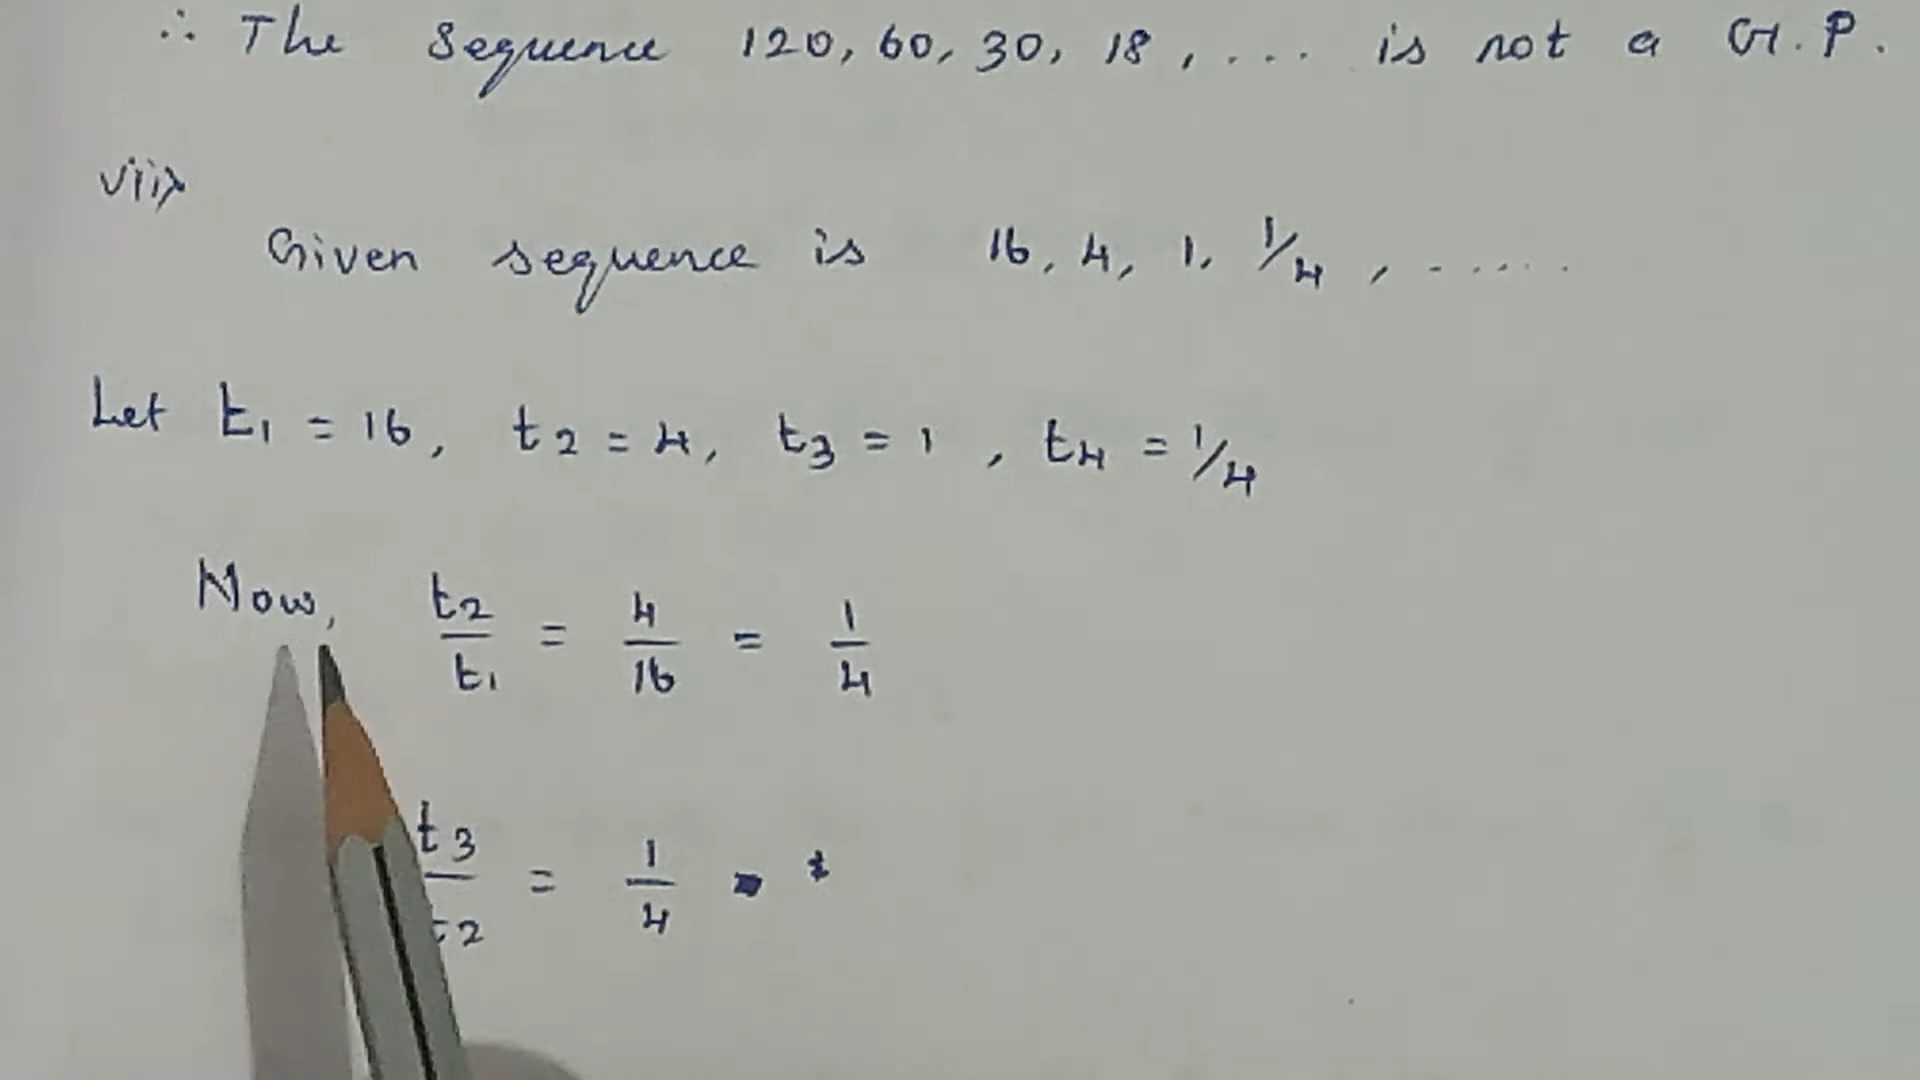 ∴ The Sequence 120, 60, 30, 18, ... is not a G.P.
vii>
Given sequence is 16, 4, 1, 1/4, ......
Let t1 = 16, t2 = 4, t3 = 1, t4 = 1/4
Now, t2/t1 = 4/16 = 1/4
t3/t2 = 1/4